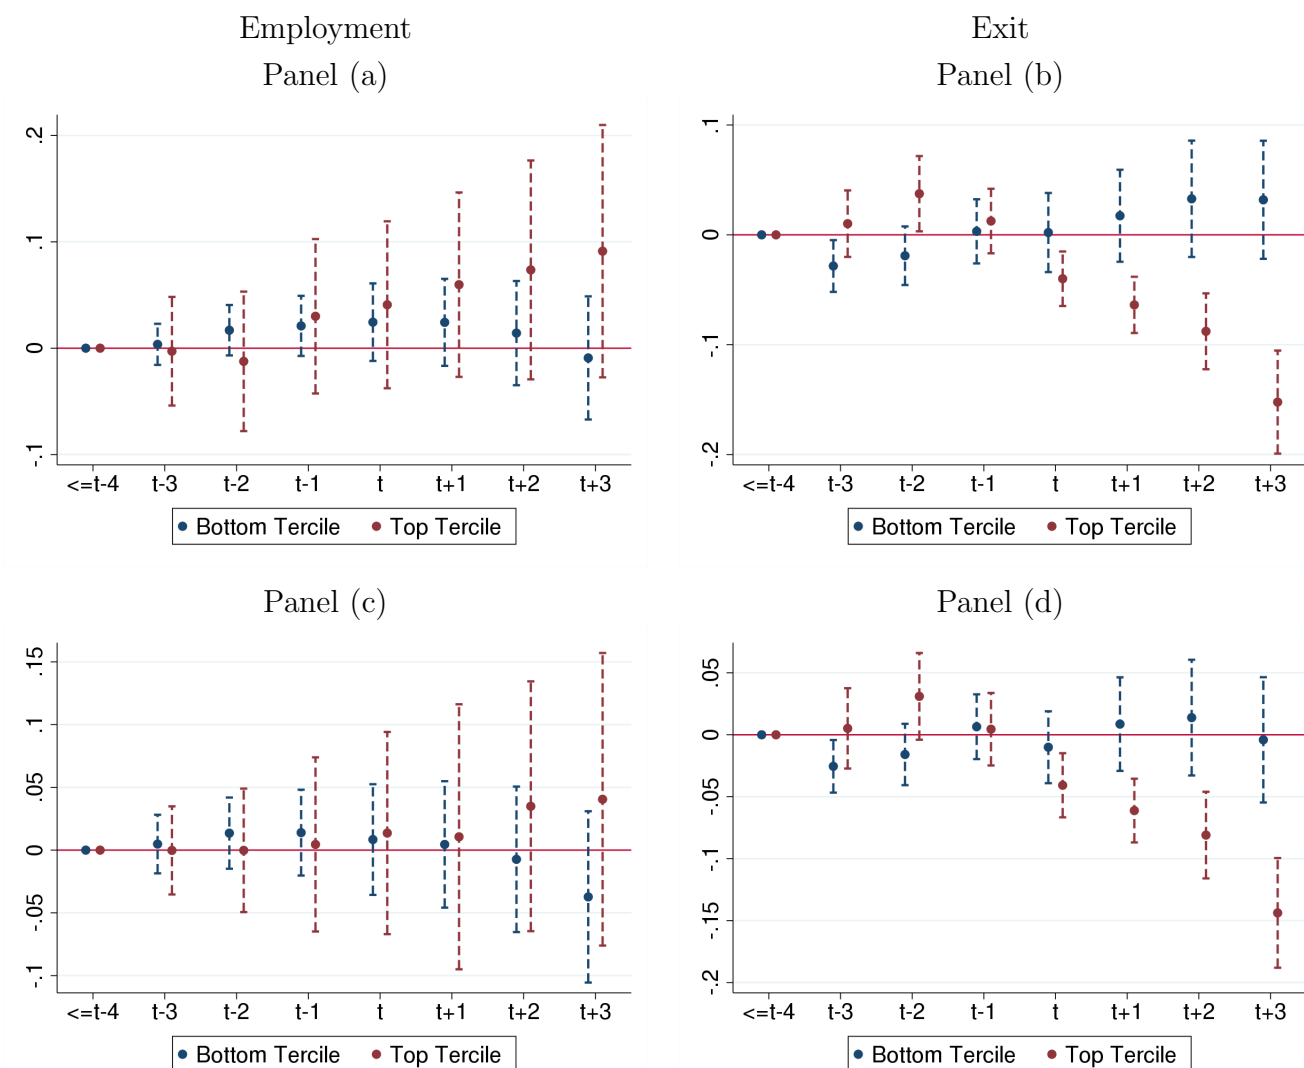 Employment
Exit
Panel (a)
Panel (b)
.2
.1
0
-.1
<=t-4 t-3 t-2 t-1 t t+1 t+2 t+3
Bottom Tercile Top Tercile
.1
0
-.1
-.2
<=t-4 t-3 t-2 t-1 t t+1 t+2 t+3
Bottom Tercile Top Tercile
Panel (c)
Panel (d)
.15
.1
.05
0
-.05
-.1
<=t-4 t-3 t-2 t-1 t t+1 t+2 t+3
Bottom Tercile Top Tercile
.05
0
-.05
-.1
-.15
-.2
<=t-4 t-3 t-2 t-1 t t+1 t+2 t+3
Bottom Tercile Top Tercile